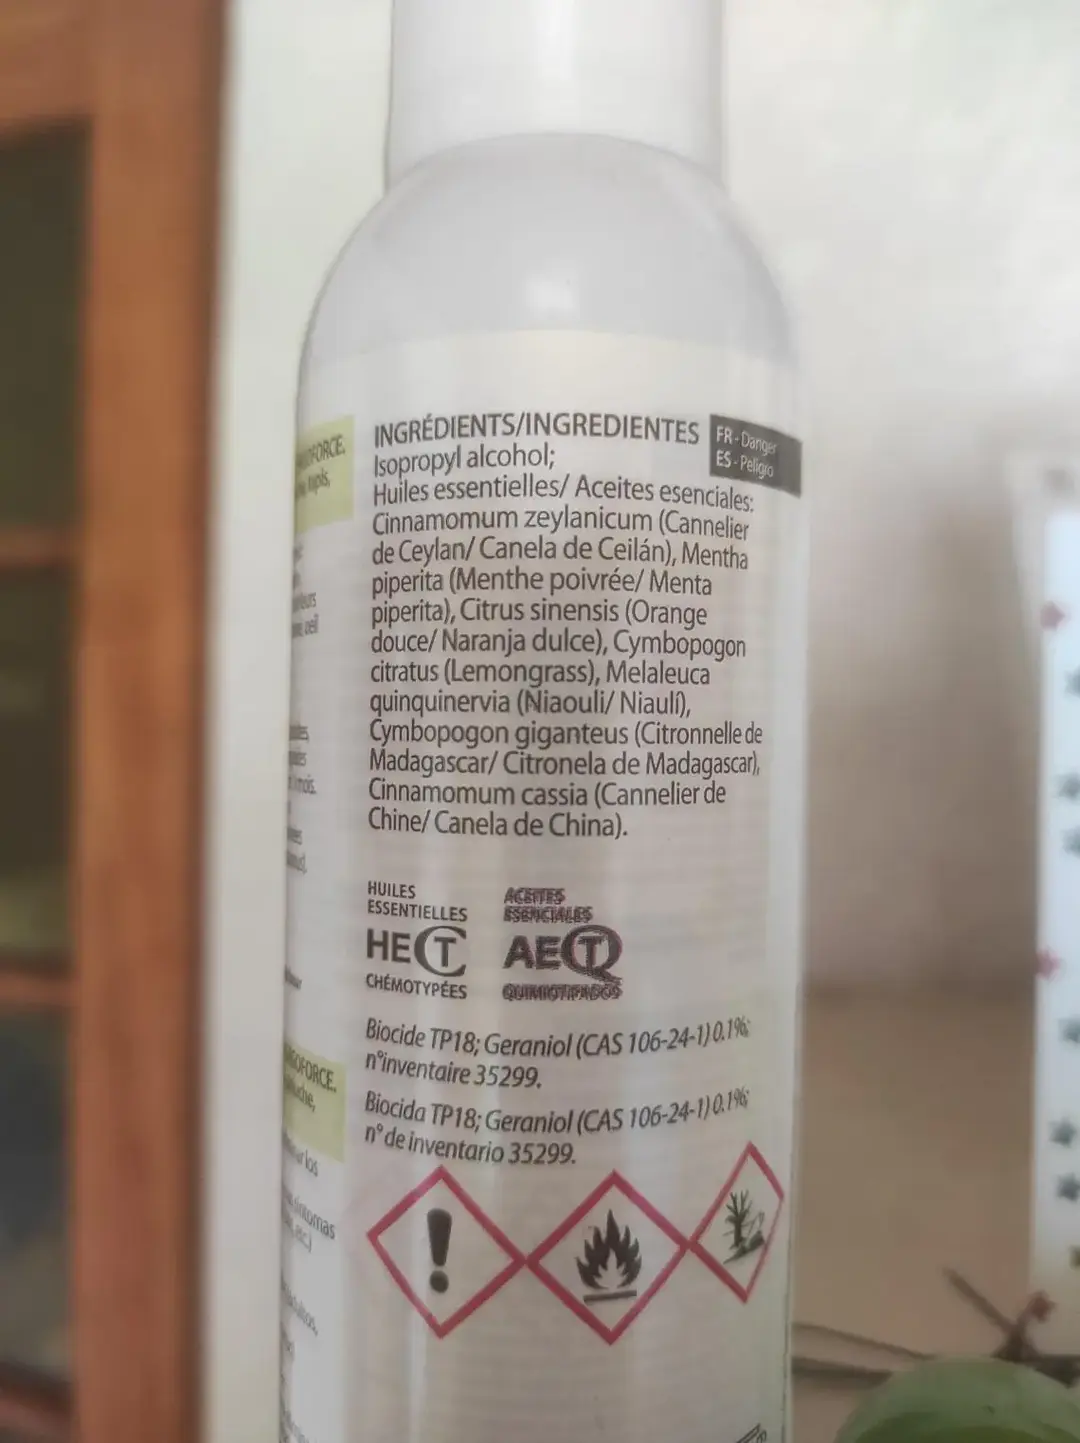 INGRÉDIENTS/INGREDIENTES
FR - Danger
ES - Peligro
Isopropyl alcohol;
Huiles essentielles/ Aceites esenciales:
Cinnamomum zeylanicum (Cannelier
de Ceylan/ Canela de Ceilán), Mentha
piperita (Menthe poivrée/ Menta
piperita), Citrus sinensis (Orange
douce/ Naranja dulce), Cymbopogon
citratus (Lemongrass), Melaleuca
quinquinervia (Niaouli/ Niaulí),
Cymbopogon giganteus (Citronnelle de
Madagascar/ Citronela de Madagascar),
Cinnamomum cassia (Cannelier de
Chine/ Canela de China).
HUILES
ESSENTIELLES
HECT
CHÉMOTYPÉES
ACEITES
ESENCIALES
AEQT
QUIMIOTIPADOS
Biocide TP18; Geraniol (CAS 106-24-1) 0.1%;
n°inventaire 35299.
Biocida TP18; Geraniol (CAS 106-24-1) 0.1%;
n° de inventario 35299.